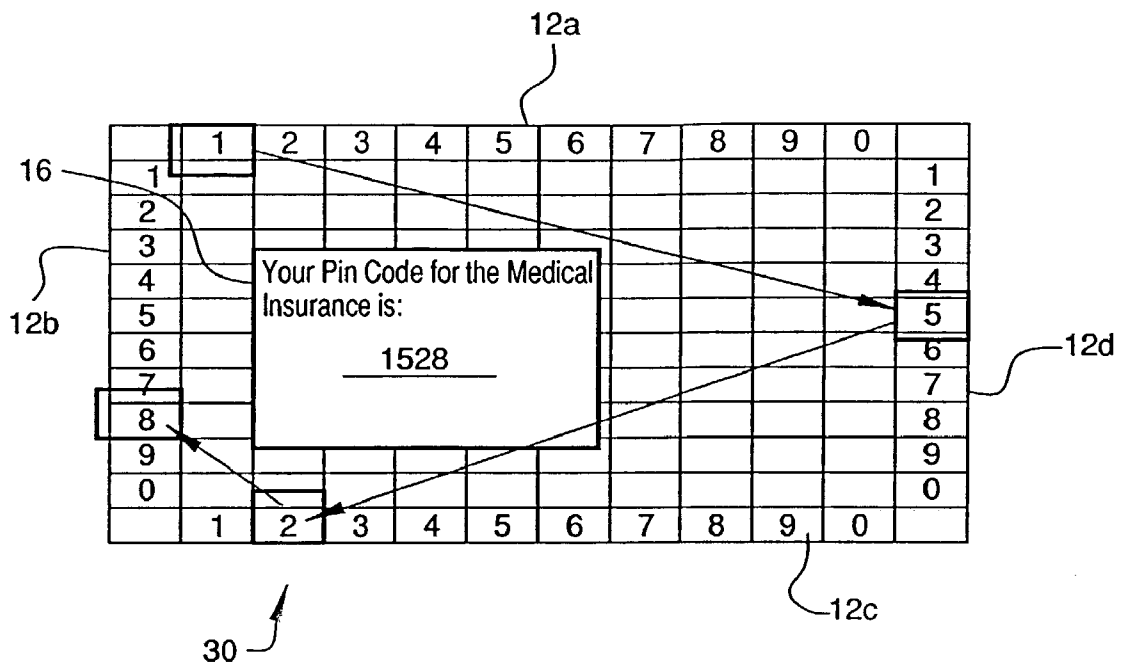 12a
1 2 3 4 5 6 7 8 9 0
16
1 1
2 2
3 3
12b
Your Pin Code for the Medical
Insurance is:
4 4
5 5
1528
6 6
12d
7 7
8 8
9 9
0 0
1 2 3 4 5 6 7 8 9 0
12c
30